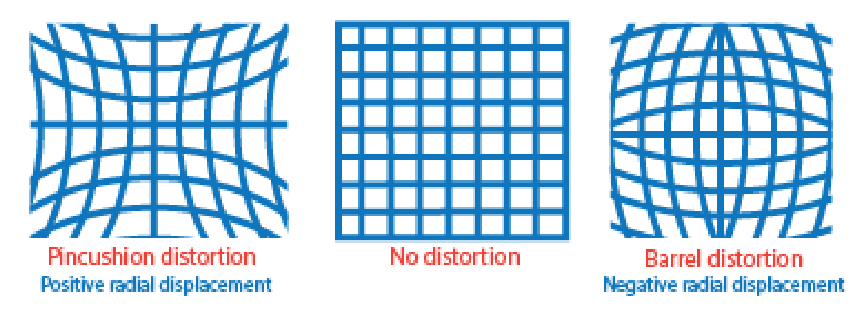 Pincushion distortion
Positive radial displacement
No distortion
Barrel distortion
Negative radial displacement